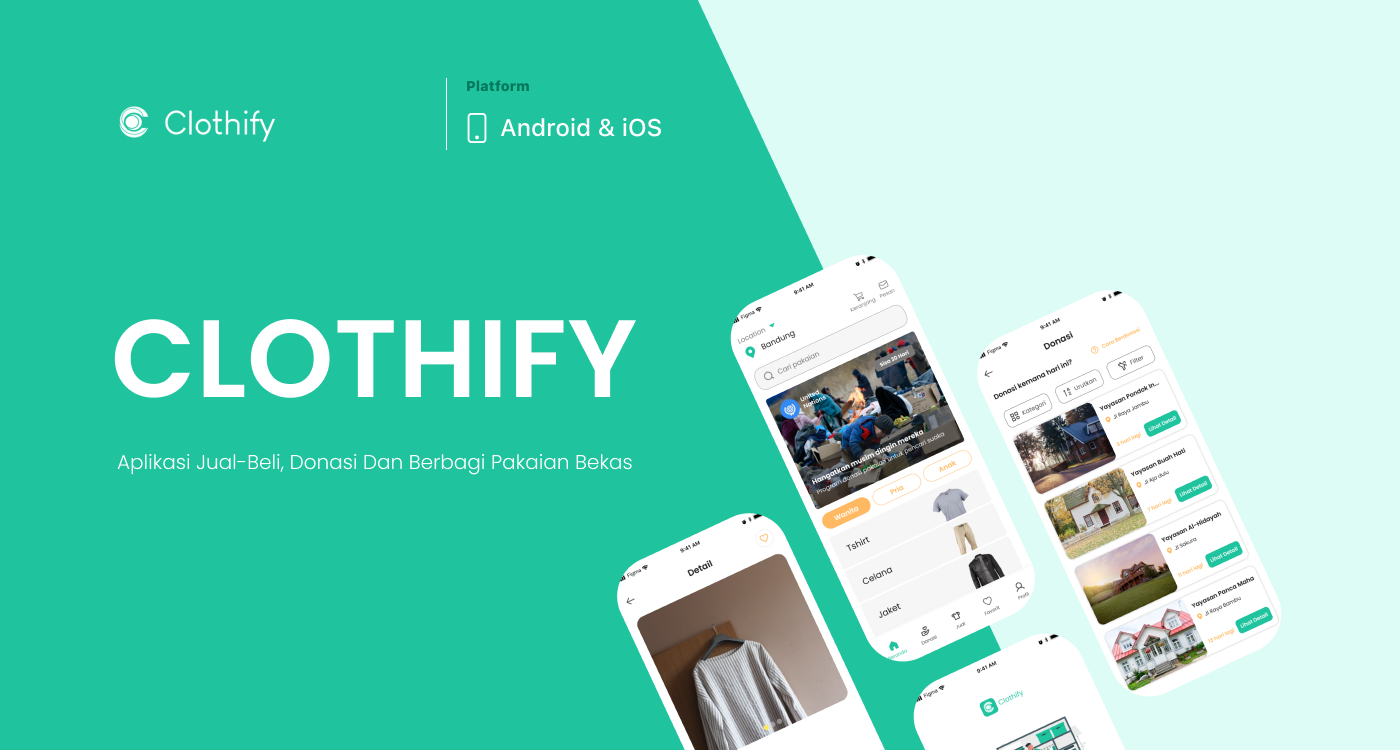 Clothify
Platform
Android & iOS
CLOTHIFY
Aplikasi Jual-Beli, Donasi Dan Berbagi Pakaian Bekas
Figma
9:41 AM
Location
Bandung
Keranjang
Pesan
Cari pakaian
United
Nations
Sisa 20 Hari
Hangatkan musim dingin mereka
Program donasi pakaian untuk pencari suaka
Wanita
Pria
Anak
Tshirt
Celana
Jaket
Beranda
Donasi
Jual
Favorit
Profil
Figma
9:41 AM
Donasi
Cara Berdonasi
Donasi kemana hari ini?
Kategori
Urutkan
Filter
Yayasan Pondok In...
Jl Raya Jambu
3 hari lagi
Lihat Detail
Yayasan Buah Hati
Jl Aja dulu
7 hari lagi
Lihat Detail
Yayasan Al-Hidayah
Jl Sakura
11 hari lagi
Lihat Detail
Yayasan Panca Maha
Jl Raya Bambu
13 hari lagi
Lihat Detail
Figma
9:41 AM
Detail
Figma
9:41 AM
Clothify